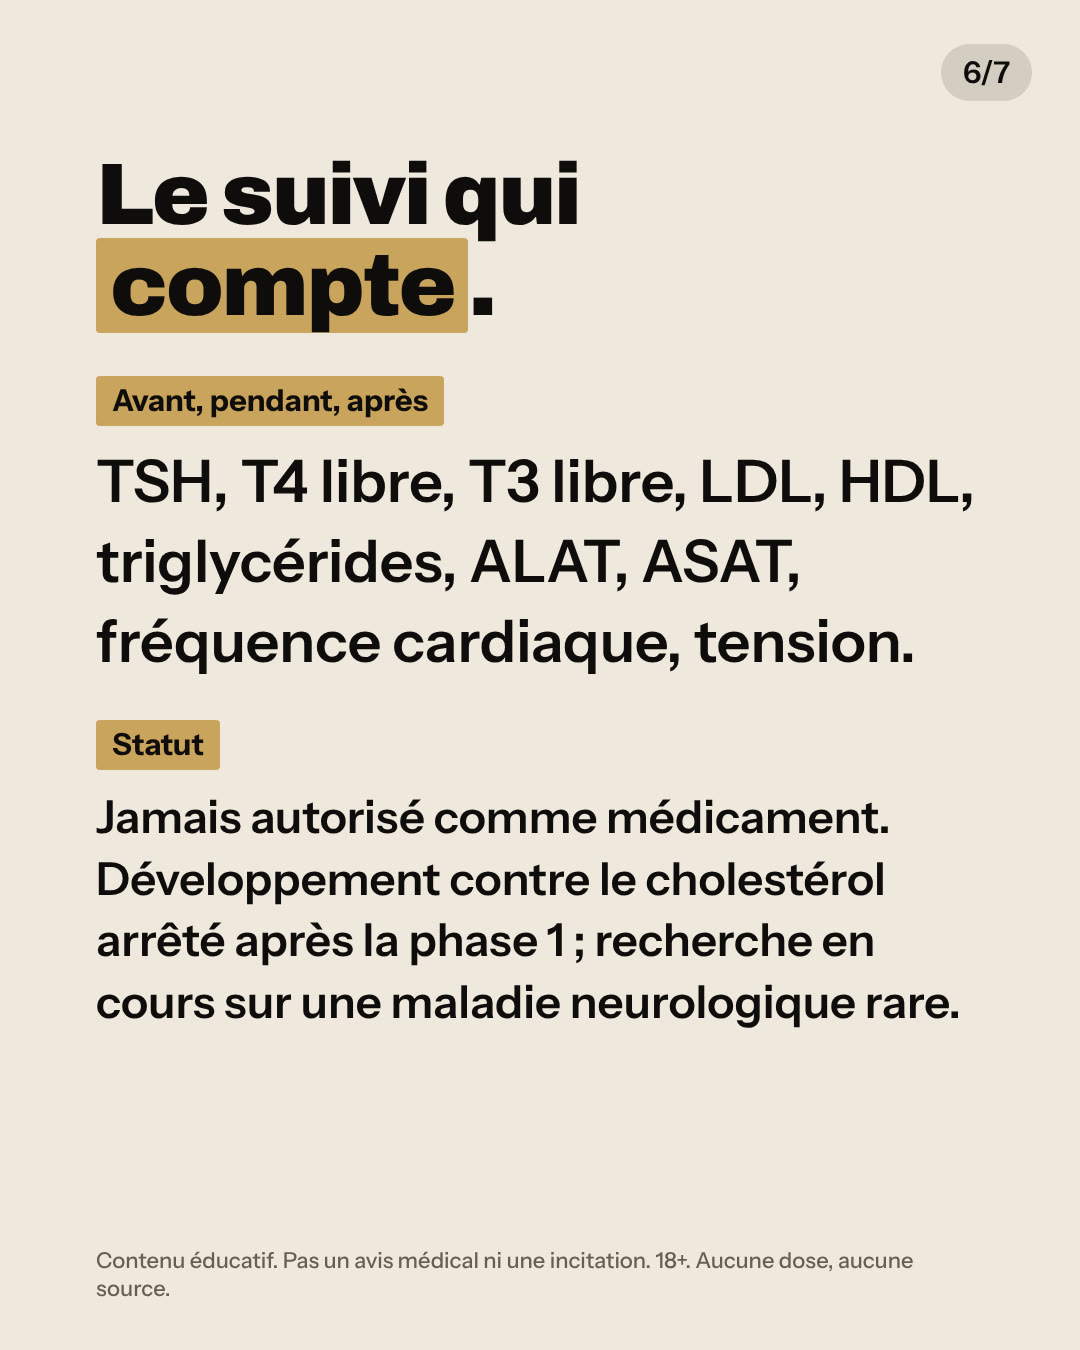 6/7
Le suivi qui
compte.
Avant, pendant, après
TSH, T4 libre, T3 libre, LDL, HDL,
triglycérides, ALAT, ASAT,
fréquence cardiaque, tension.
Statut
Jamais autorisé comme médicament.
Développement contre le cholestérol
arrêté après la phase 1 ; recherche en
cours sur une maladie neurologique rare.
Contenu éducatif. Pas un avis médical ni une incitation. 18+. Aucune dose, aucune
source.